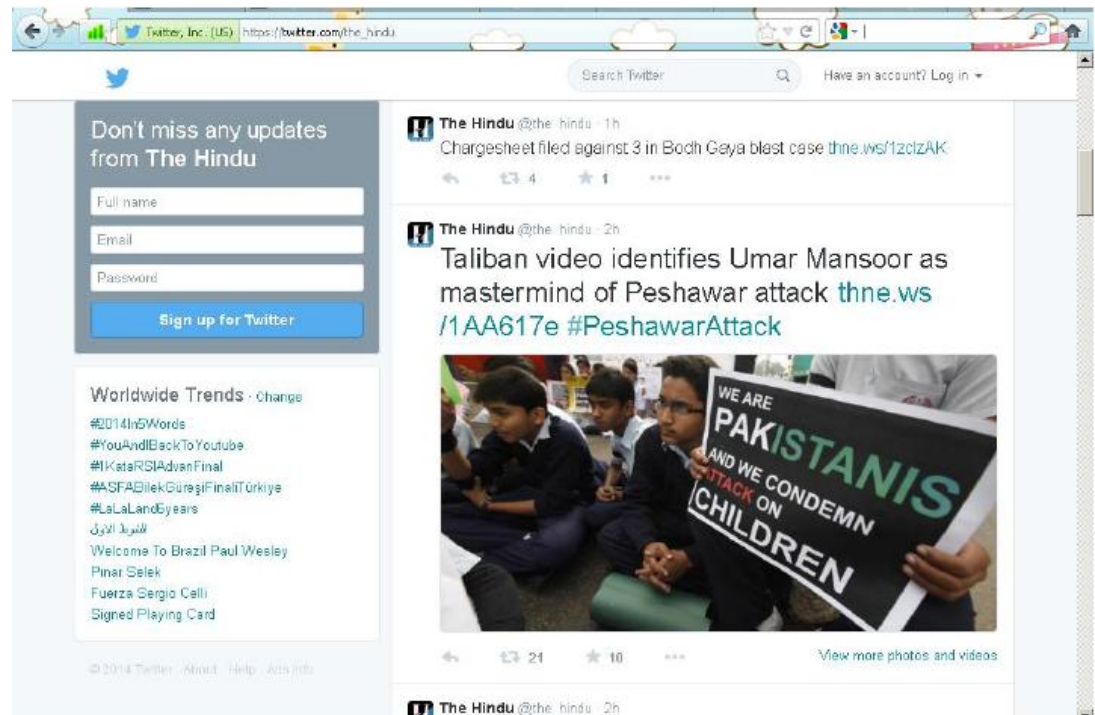 Twitter, Inc. (US) https://twitter.com/the_hindu
Search Twitter
Have an account? Log in
Don't miss any updates
from The Hindu
Full name
Email
Password
Sign up for Twitter
Worldwide Trends · Change
#2014In5Words
#YouAndIBackToYoutube
#1KataRSIAdvanFinal
#ASFABilekGüreşiFinaliTürkiye
#LaLaLand6years
Welcome To Brazil Paul Wesley
Pınar Selek
Fuerza Sergio Celli
Signed Playing Card
© 2014 Twitter About Help Ads info
The Hindu @the_hindu · 1h
Chargesheet filed against 3 in Bodh Gaya blast case thne.ws/1zclzAK
4 1
The Hindu @the_hindu · 2h
Taliban video identifies Umar Mansoor as
mastermind of Peshawar attack thne.ws
/1AA617e #PeshawarAttack
WE ARE
PAKISTANIS
AND WE CONDEMN
ATTACK ON
CHILDREN
21 10
View more photos and videos
The Hindu @the_hindu · 2h